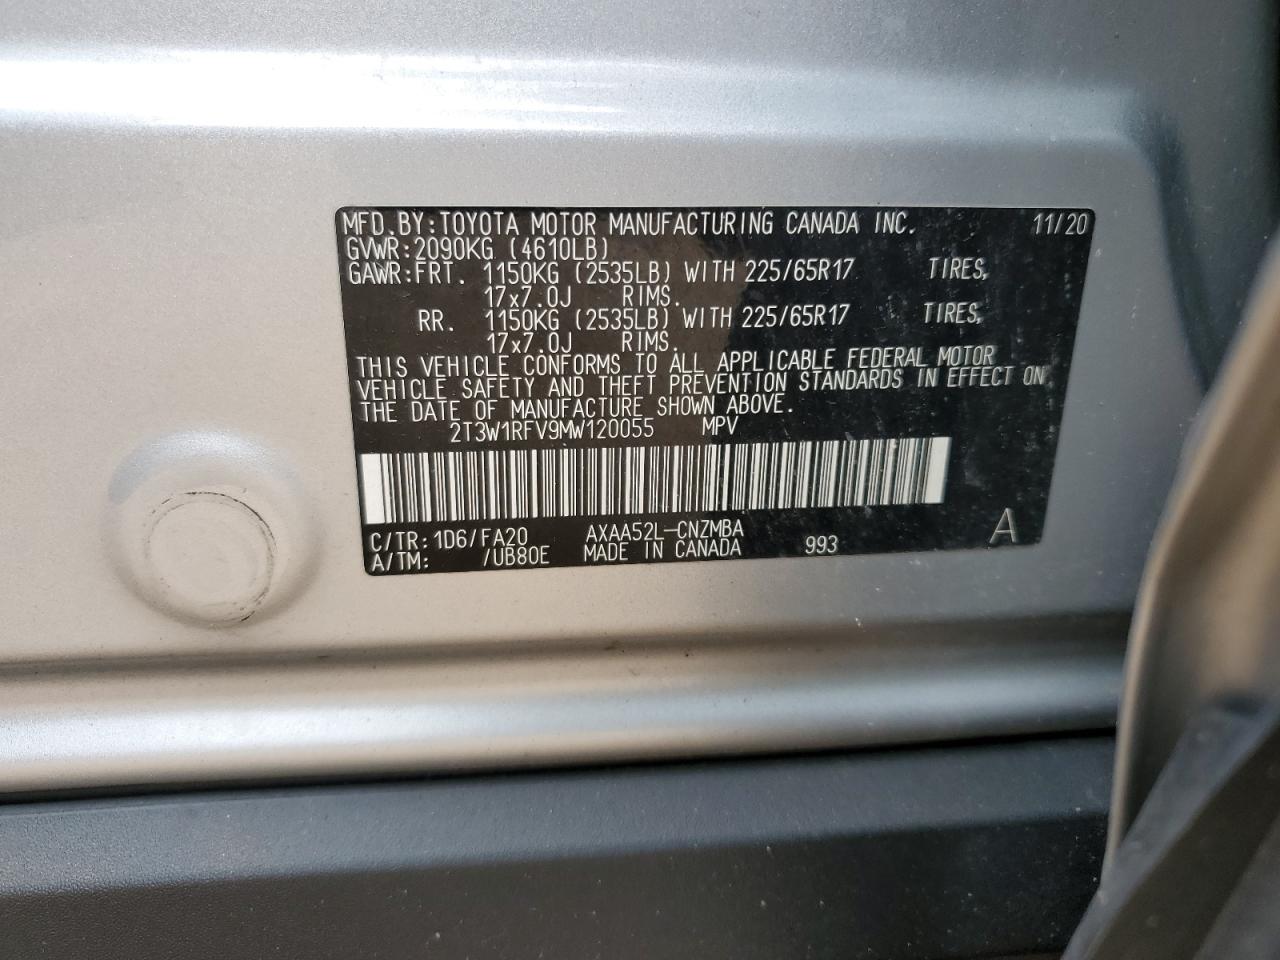 MFD.BY:TOYOTA MOTOR MANUFACTURING CANADA INC. 11/20
GVWR:2090KG (4610LB)
GAWR:FRT. 1150KG (2535LB) WITH 225/65R17 TIRES,
17x7.0J RIMS.
RR. 1150KG (2535LB) WITH 225/65R17 TIRES,
17x7.0J RIMS.
THIS VEHICLE CONFORMS TO ALL APPLICABLE FEDERAL MOTOR
VEHICLE SAFETY AND THEFT PREVENTION STANDARDS IN EFFECT ON
THE DATE OF MANUFACTURE SHOWN ABOVE.
2T3W1RFV9MW120055 MPV
C/TR:1D6/FA20 AXAA52L-CNZMBA
A/TM: /UB80E MADE IN CANADA 993 A